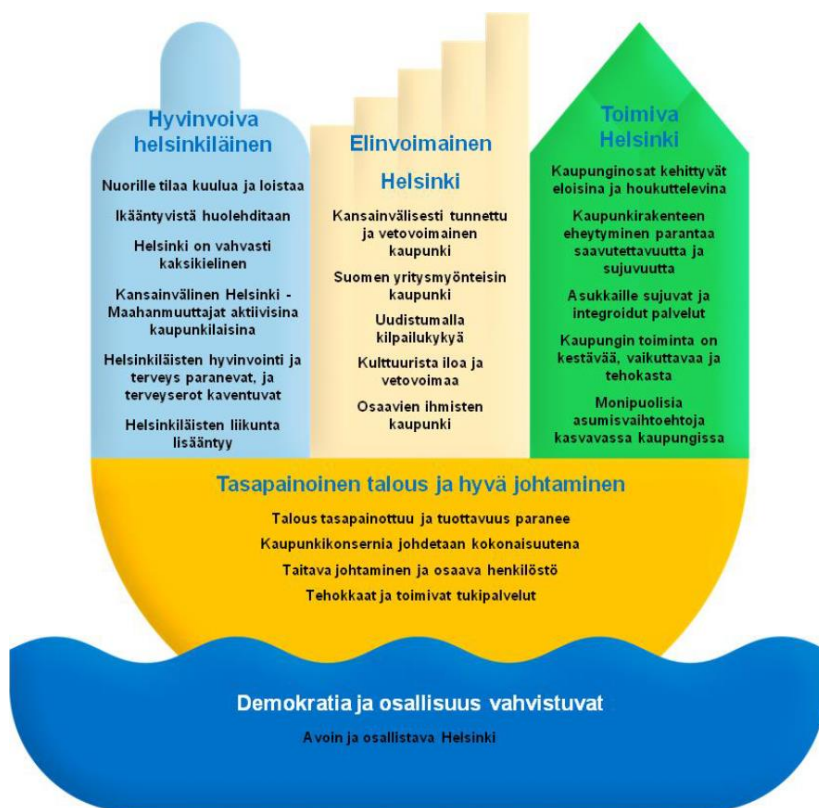 Hyvinvoiva
helsinkiläinen
Nuorille tilaa kuulua ja loistaa
Ikääntyvistä huolehditaan
Helsinki on vahvasti
kaksikielinen
Kansainvälinen Helsinki -
Maahanmuuttajat aktiivisina
kaupunkilaisina
Helsinkiläisten hyvinvointi ja
terveys paranevat, ja
terveyserot kaventuvat
Helsinkiläisten liikunta
lisääntyy
Elinvoimainen
Helsinki
Kansainvälisesti tunnettu
ja vetovoimainen
kaupunki
Suomen yritysmyönteisin
kaupunki
Uudistumalla
kilpailukykyä
Kulttuurista iloa ja
vetovoimaa
Osaavien ihmisten
kaupunki
Toimiva
Helsinki
Kaupunginosat kehittyvät
eloisina ja houkuttelevina
Kaupunkirakenteen
eheytyminen parantaa
saavutettavuutta ja
sujuvuutta
Asukkaille sujuvat ja
integroidut palvelut
Kaupungin toiminta on
kestävää, vaikuttavaa ja
tehokasta
Monipuolisia
asumisvaihtoehtoja
kasvavassa kaupungissa
Tasapainoinen talous ja hyvä johtaminen
Talous tasapainottuu ja tuottavuus paranee
Kaupunkikonsernia johdetaan kokonaisuutena
Taitava johtaminen ja osaava henkilöstö
Tehokkaat ja toimivat tukipalvelut
Demokratia ja osallisuus vahvistuvat
Avoin ja osallistava Helsinki